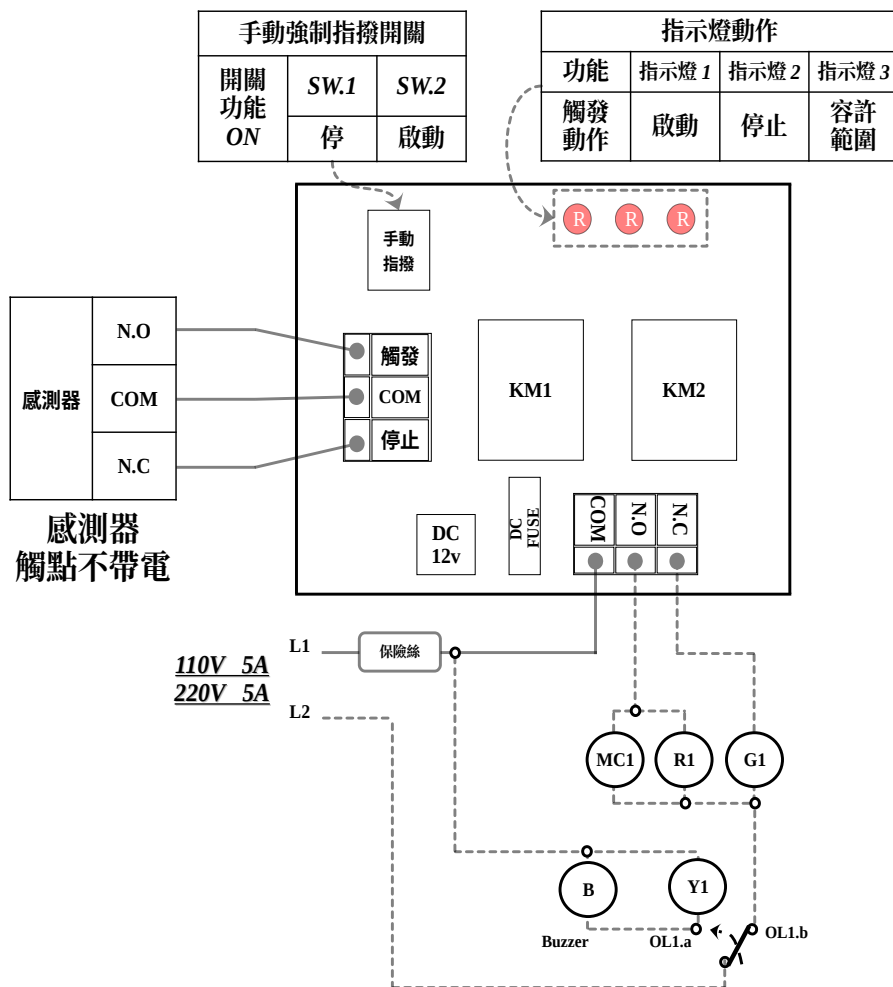 手動強制指撥開關
開關
功能
ON
SW.1
SW.2
停
啟動
指示燈動作
功能
指示燈 1
指示燈 2
指示燈 3
觸發
動作
啟動
停止
容許
範圍
手動
指撥
R
R
R
感測器
N.O
COM
N.C
觸發
COM
停止
KM1
KM2
感測器
觸點不帶電
DC
12v
DC
FUSE
COM
N.O
N.C
L1
保險絲
110V 5A
220V 5A
L2
MC1
R1
G1
B
Y1
Buzzer
OL1.a
OL1.b